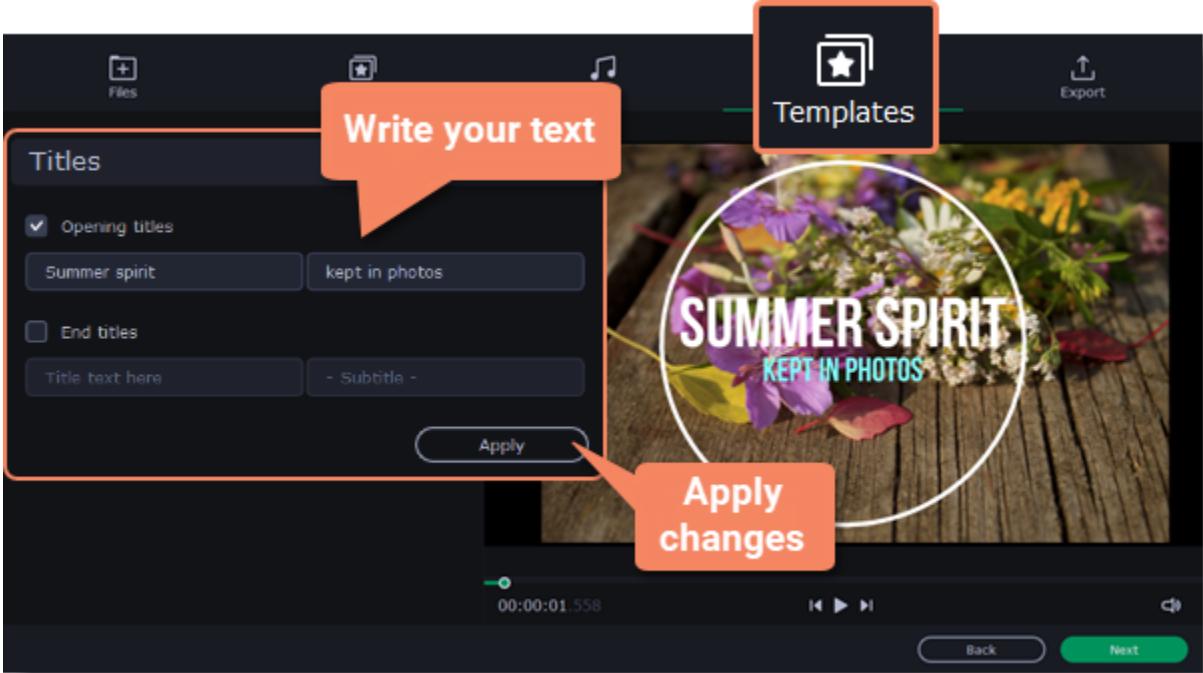 Files
Templates
Export
Write your text
Titles
Opening titles
Summer spirit
kept in photos
End titles
Title text here
- Subtitle -
Apply
SUMMER SPIRIT
KEPT IN PHOTOS
Apply
changes
00:00:01.558
Back
Next